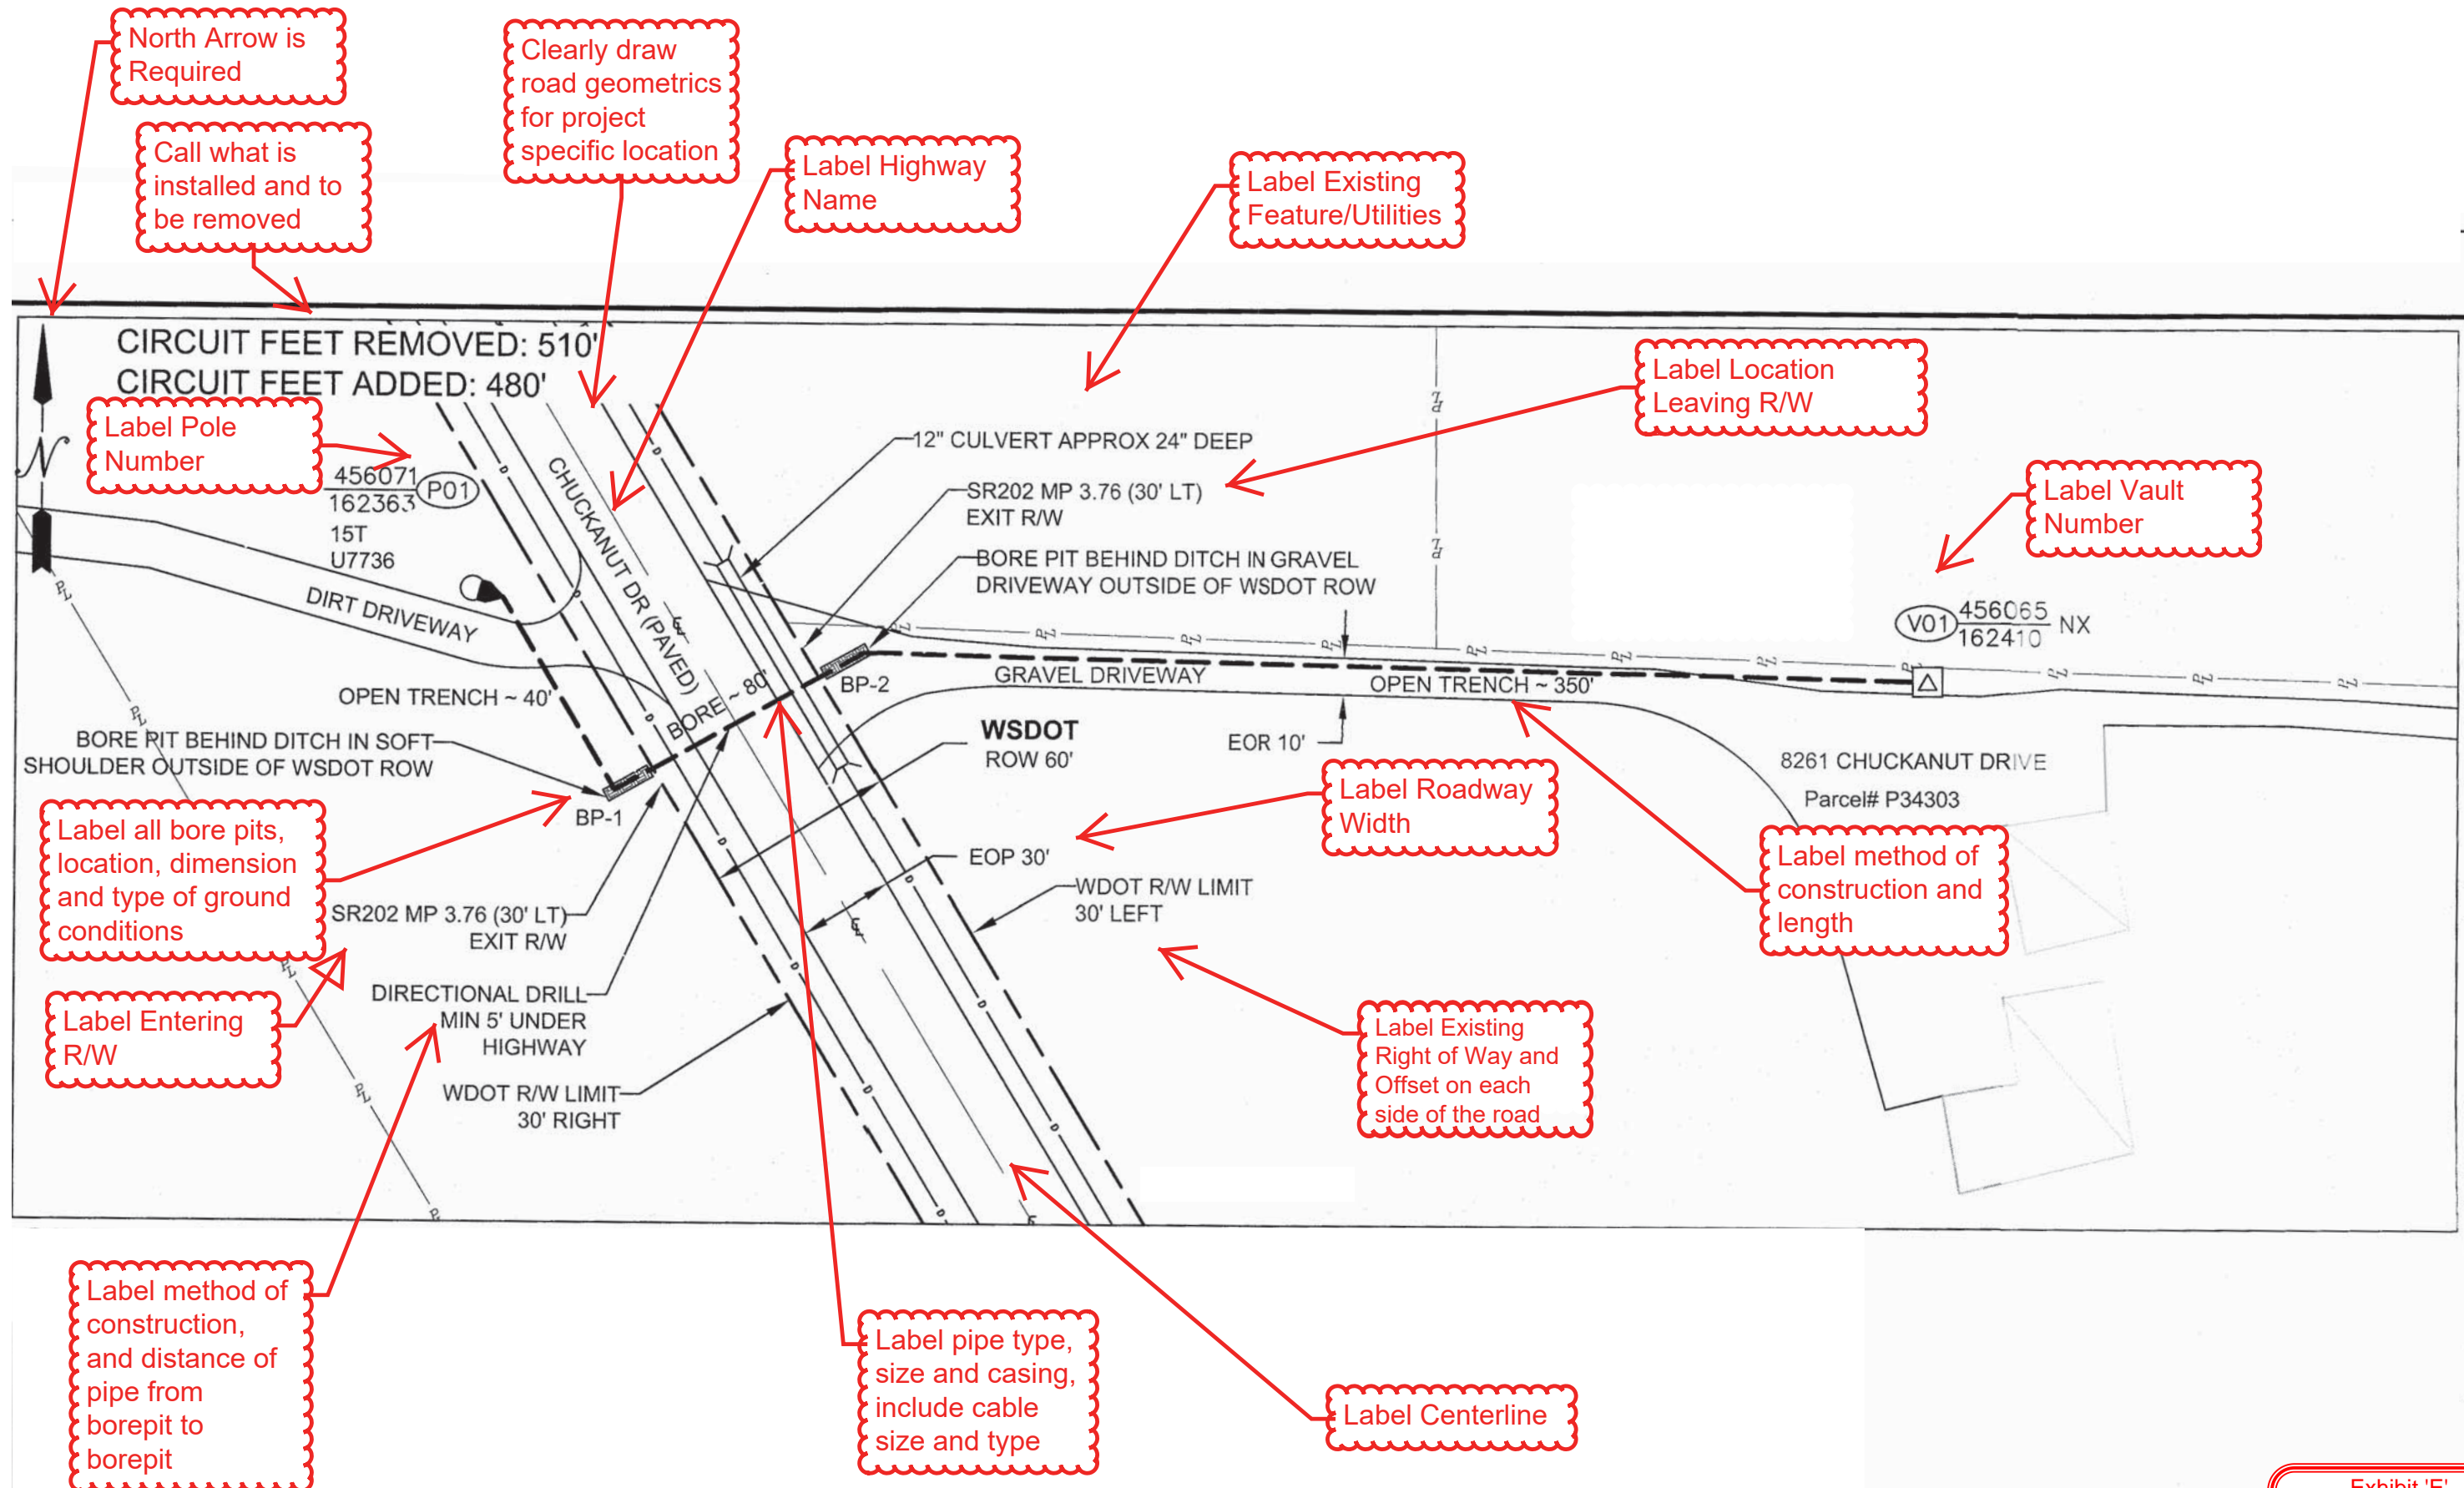 North Arrow is
Required
Clearly draw
road geometrics
for project
specific location
Call what is
installed and to
be removed
Label Highway
Name
Label Existing
Feature/Utilities
CIRCUIT FEET REMOVED: 510'
CIRCUIT FEET ADDED: 480'
Label Location
Leaving R/W
Label Pole
Number
N
456071
162363
P01
15T
U7736
CHUCKANUT DR (PAVED)
12" CULVERT APPROX 24" DEEP
SR202 MP 3.76 (30' LT)
EXIT R/W
BORE PIT BEHIND DITCH IN GRAVEL
DRIVEWAY OUTSIDE OF WSDOT ROW
Label Vault
Number
V01
456065
162410
NX
DIRT DRIVEWAY
OPEN TRENCH ~ 40'
BORE ~ 80'
BP-2
GRAVEL DRIVEWAY
OPEN TRENCH ~ 350'
BORE PIT BEHIND DITCH IN SOFT
SHOULDER OUTSIDE OF WSDOT ROW
BP-1
WSDOT
ROW 60'
EOR 10'
8261 CHUCKANUT DRIVE
Parcel# P34303
Label all bore pits,
location, dimension
and type of ground
conditions
Label Roadway
Width
Label method of
construction and
length
EOP 30'
WDOT R/W LIMIT
30' LEFT
SR202 MP 3.76 (30' LT)
EXIT R/W
Label Entering
R/W
DIRECTIONAL DRILL
MIN 5' UNDER
HIGHWAY
Label Existing
Right of Way and
Offset on each
side of the road
WDOT R/W LIMIT
30' RIGHT
Label method of
construction,
and distance of
pipe from
borepit to
borepit
Label pipe type,
size and casing,
include cable
size and type
Label Centerline
Exhibit 'E'